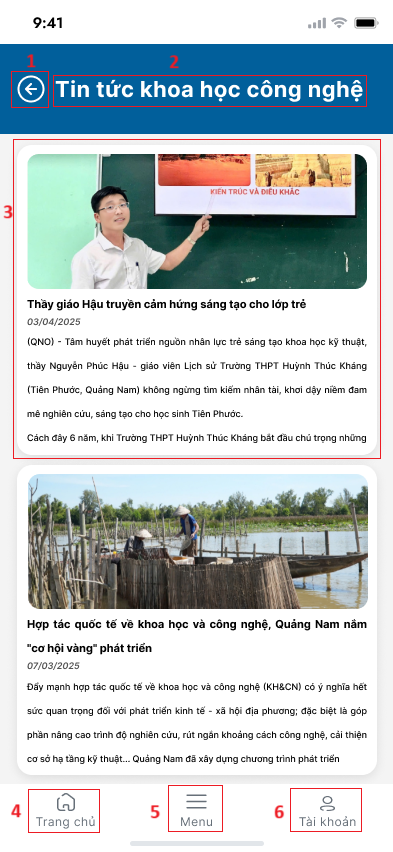 9:41
1
2
Tin tức khoa học công nghệ
3
KIẾN TRÚC VÀ ĐIÊU KHẮC
Thầy giáo Hậu truyền cảm hứng sáng tạo cho lớp trẻ
03/04/2025
(QNO) - Tâm huyết phát triển nguồn nhân lực trẻ sáng tạo khoa học kỹ thuật,
thầy Nguyễn Phúc Hậu - giáo viên Lịch sử Trường THPT Huỳnh Thúc Kháng
(Tiên Phước, Quảng Nam) không ngừng tìm kiếm nhân tài, khơi dậy niềm đam
mê nghiên cứu, sáng tạo cho học sinh Tiên Phước.
Cách đây 6 năm, khi Trường THPT Huỳnh Thúc Kháng bắt đầu chú trọng những
Hợp tác quốc tế về khoa học và công nghệ, Quảng Nam nắm
"cơ hội vàng" phát triển
07/03/2025
Đẩy mạnh hợp tác quốc tế về khoa học và công nghệ (KH&CN) có ý nghĩa hết
sức quan trọng đối với phát triển kinh tế - xã hội địa phương; đặc biệt là góp
phần nâng cao trình độ nghiên cứu, rút ngắn khoảng cách công nghệ, cải thiện
cơ sở hạ tầng kỹ thuật... Quảng Nam đã xây dựng chương trình phát triển
4
Trang chủ
5
Menu
6
Tài khoản